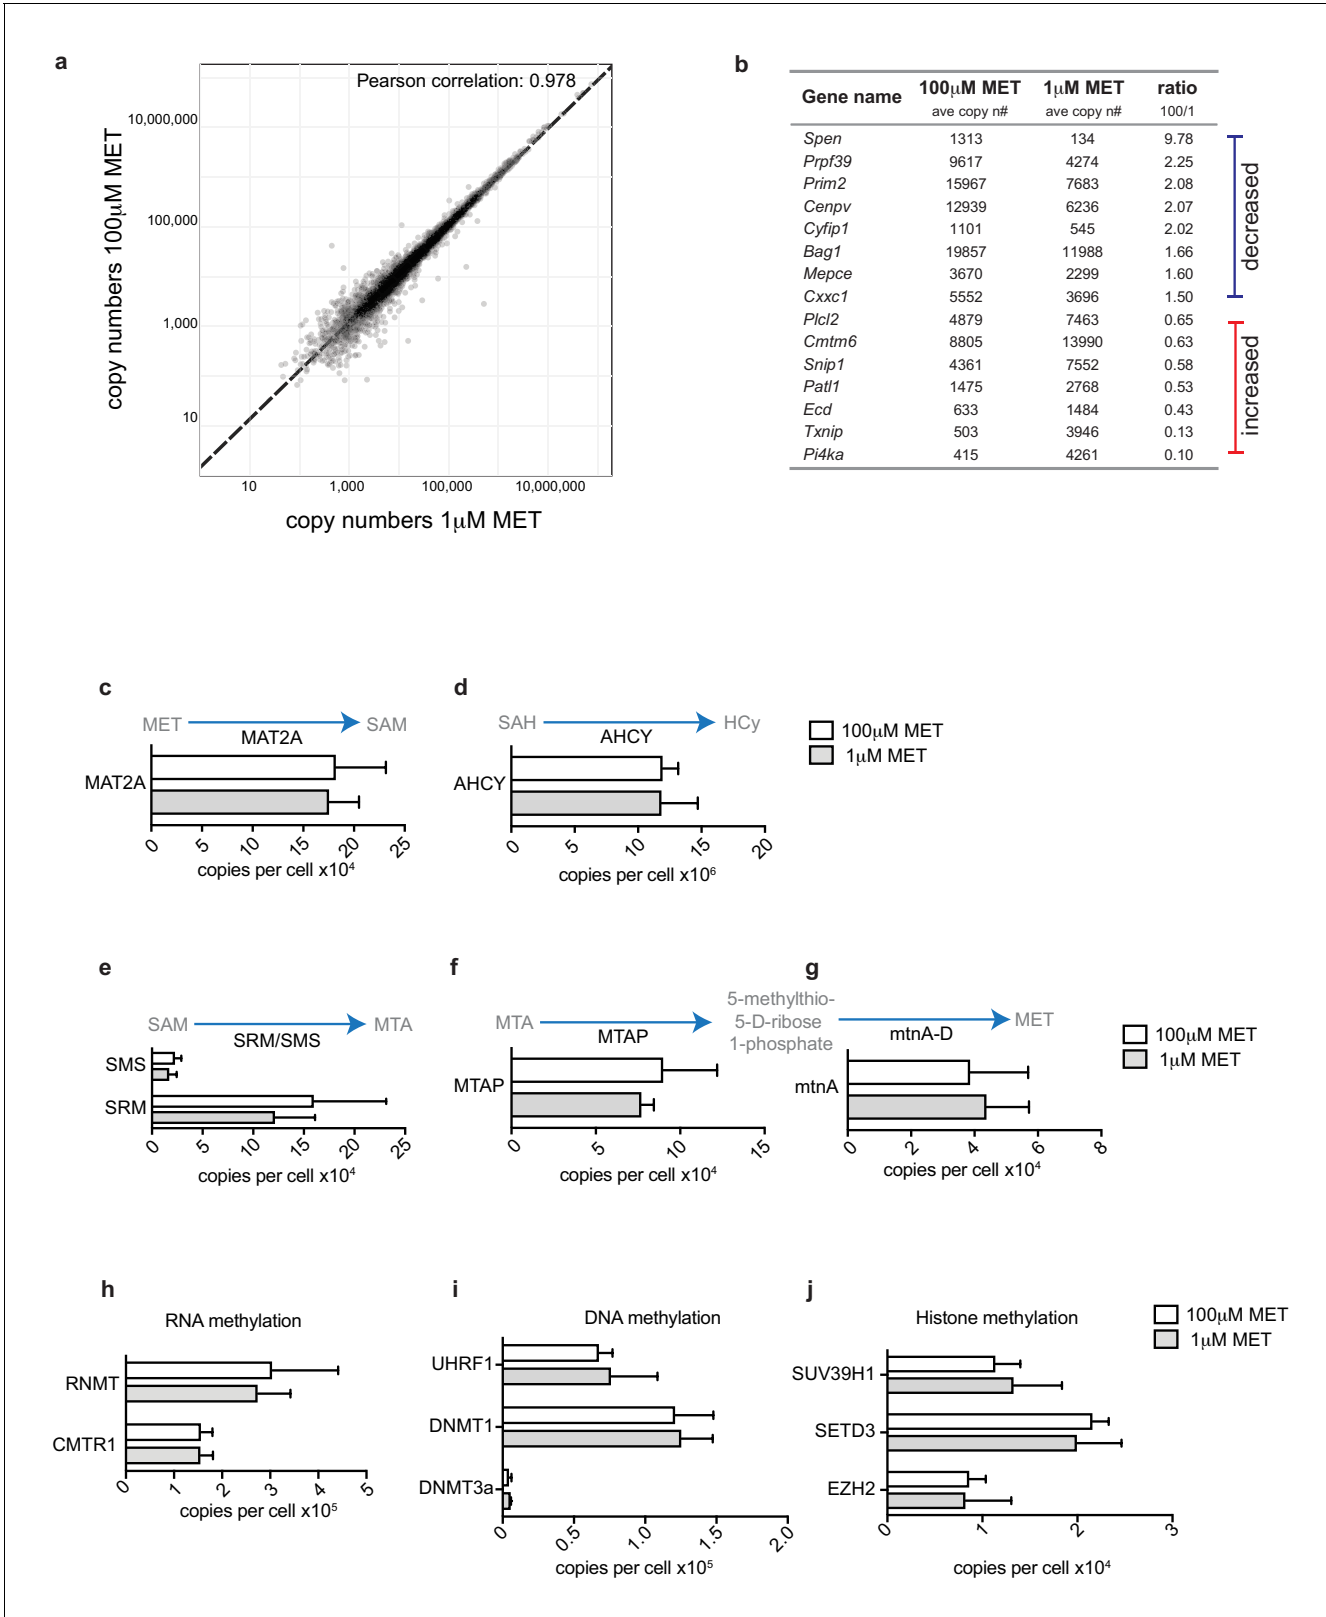 a
Pearson correlation: 0.978
copy numbers 100μM MET
10,000,000
100,000
1,000
10
10 1,000 100,000 10,000,000
copy numbers 1μM MET
b
Gene name 100μM MET 1μM MET ratio
ave copy n# ave copy n# 100/1
Spen 1313 134 9.78
Prpf39 9617 4274 2.25
Prim2 15967 7683 2.08
Cenpv 12939 6236 2.07
Cyfip1 1101 545 2.02
Bag1 19857 11988 1.66
Mepce 3670 2299 1.60
Cxxc1 5552 3696 1.50
Plcl2 4879 7463 0.65
Cmtm6 8805 13990 0.63
Snip1 4361 7552 0.58
Patl1 1475 2768 0.53
Ecd 633 1484 0.43
Txnip 503 3946 0.13
Pi4ka 415 4261 0.10
decreased
increased
c
MET SAM
MAT2A
MAT2A
0 5 10 15 20 25
copies per cell x10⁴
d
SAH HCy
AHCY
AHCY
0 5 10 15 20
copies per cell x10⁶
100μM MET
1μM MET
e
SAM MTA
SRM/SMS
SMS
SRM
0 5 10 15 20 25
copies per cell x10⁴
f
MTA
MTAP
5-methylthio-
5-D-ribose
1-phosphate
MTAP
0 5 10 15
copies per cell x10⁴
g
MET
mtnA-D
mtnA
0 2 4 6 8
copies per cell x10⁴
100μM MET
1μM MET
h
RNA methylation
RNMT
CMTR1
0 1 2 3 4 5
copies per cell x10⁵
i
DNA methylation
UHRF1
DNMT1
DNMT3a
0 0.5 1.0 1.5 2.0
copies per cell x10⁵
j
Histone methylation
SUV39H1
SETD3
EZH2
0 1 2 3
copies per cell x10⁴
100μM MET
1μM MET